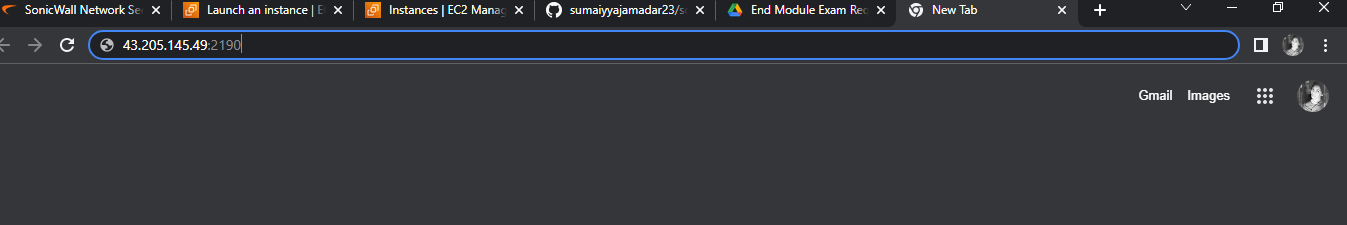 SonicWall Network Se
Launch an instance | E
Instances | EC2 Manag
sumaiyyajamadar23/s
End Module Exam Rec
New Tab
43.205.145.49:2190
Gmail
Images